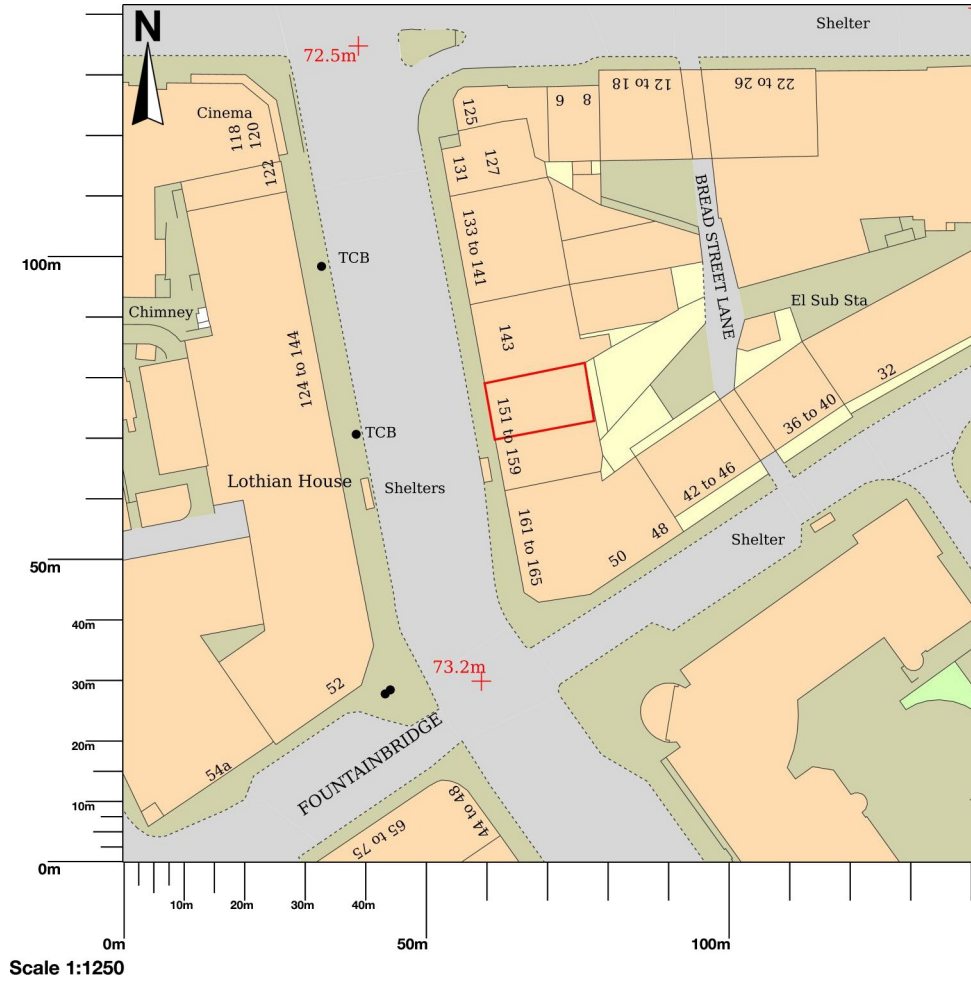 N
72.5m
Shelter
Cinema
118
120
122
125
6
8
12 to 18
22 to 26
127
131
133 to 141
BREAD STREET LANE
100m
TCB
Chimney
El Sub Sta
124 to 144
143
32
151 to 159
36 to 40
TCB
Lothian House
Shelters
42 to 46
161 to 165
48
50
Shelter
50m
40m
73.2m
30m
52
20m
FOUNTAINBRIDGE
54a
10m
44 to 48
65 to 75
0m
10m
20m
30m
40m
0m
50m
100m
Scale 1:1250